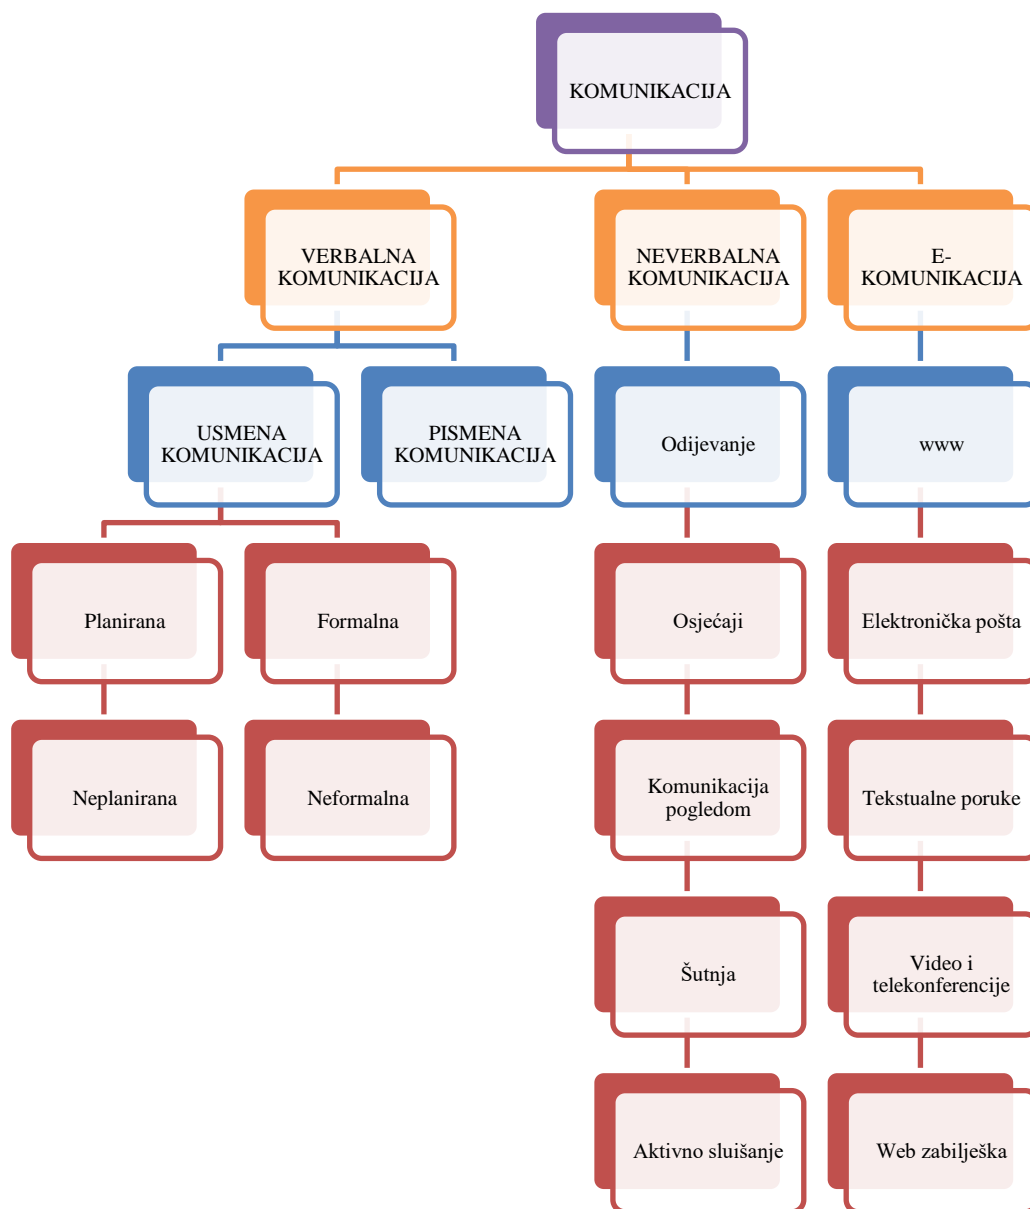 KOMUNIKACIJA
VERBALNA
KOMUNIKACIJA
NEVERBALNA
KOMUNIKACIJA
E-
KOMUNIKACIJA
USMENA
KOMUNIKACIJA
PISMENA
KOMUNIKACIJA
Odijevanje
www
Planirana
Formalna
Osjećaji
Elektronička pošta
Neplanirana
Neformalna
Komunikacija
pogledom
Tekstualne poruke
Šutnja
Video i
telekonferencije
Aktivno sluišanje
Web zabilješka